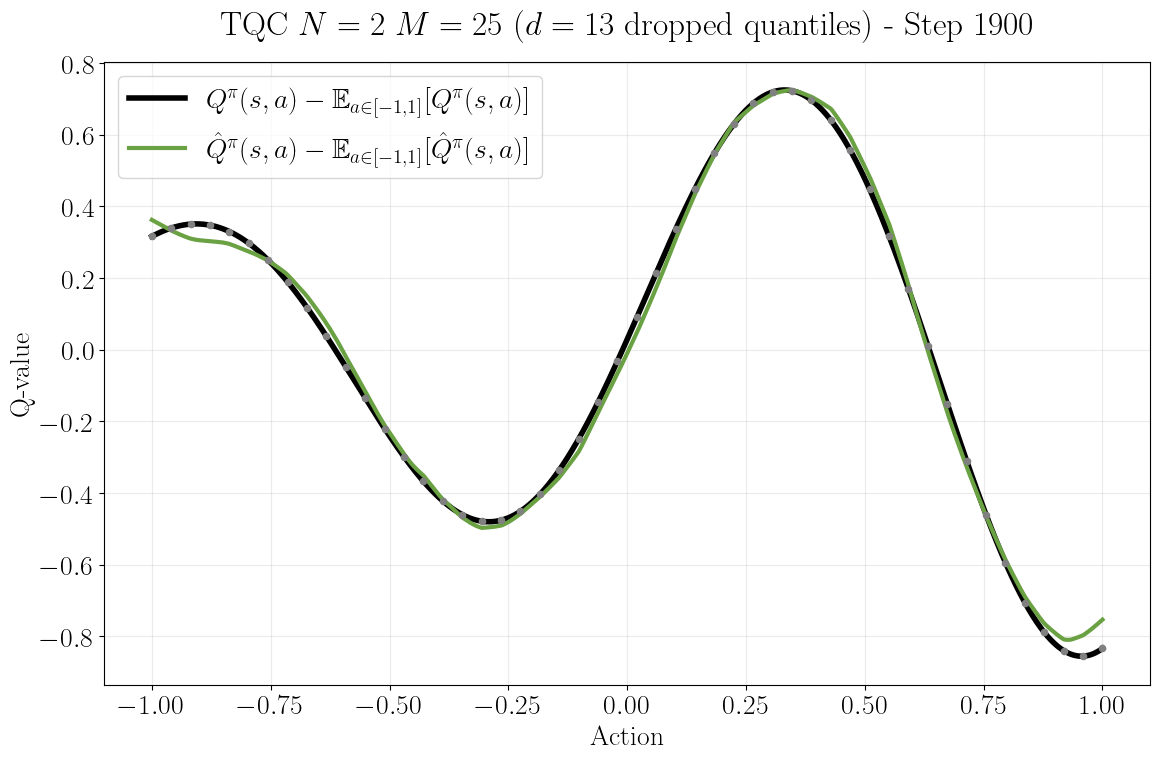 TQC N = 2 M = 25 (d = 13 dropped quantiles) - Step 1900
Q^π(s, a) − 𝔼_{a∈[−1,1]}[Q^π(s, a)]
Q̂^π(s, a) − 𝔼_{a∈[−1,1]}[Q̂^π(s, a)]
Q-value
0.8
0.6
0.4
0.2
0.0
−0.2
−0.4
−0.6
−0.8
−1.00 −0.75 −0.50 −0.25 0.00 0.25 0.50 0.75 1.00
Action